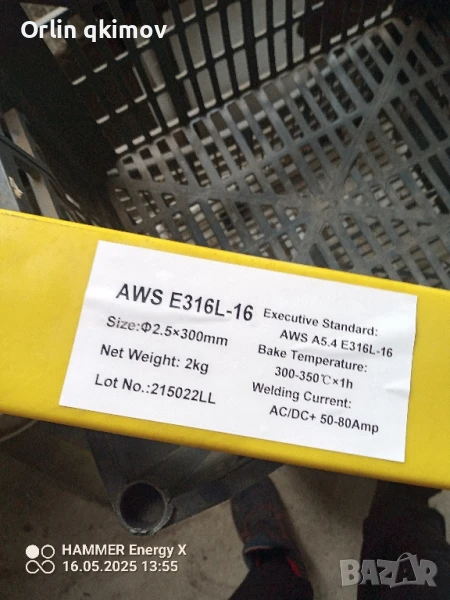 Orlin qkimov
AWS E316L-16
Size:Φ2.5×300mm
Net Weight: 2kg
Lot No.:215022LL
Executive Standard:
AWS A5.4 E316L-16
Bake Temperature:
300-350℃×1h
Welding Current:
AC/DC+ 50-80Amp
HAMMER Energy X
16.05.2025 13:55
BAZAR